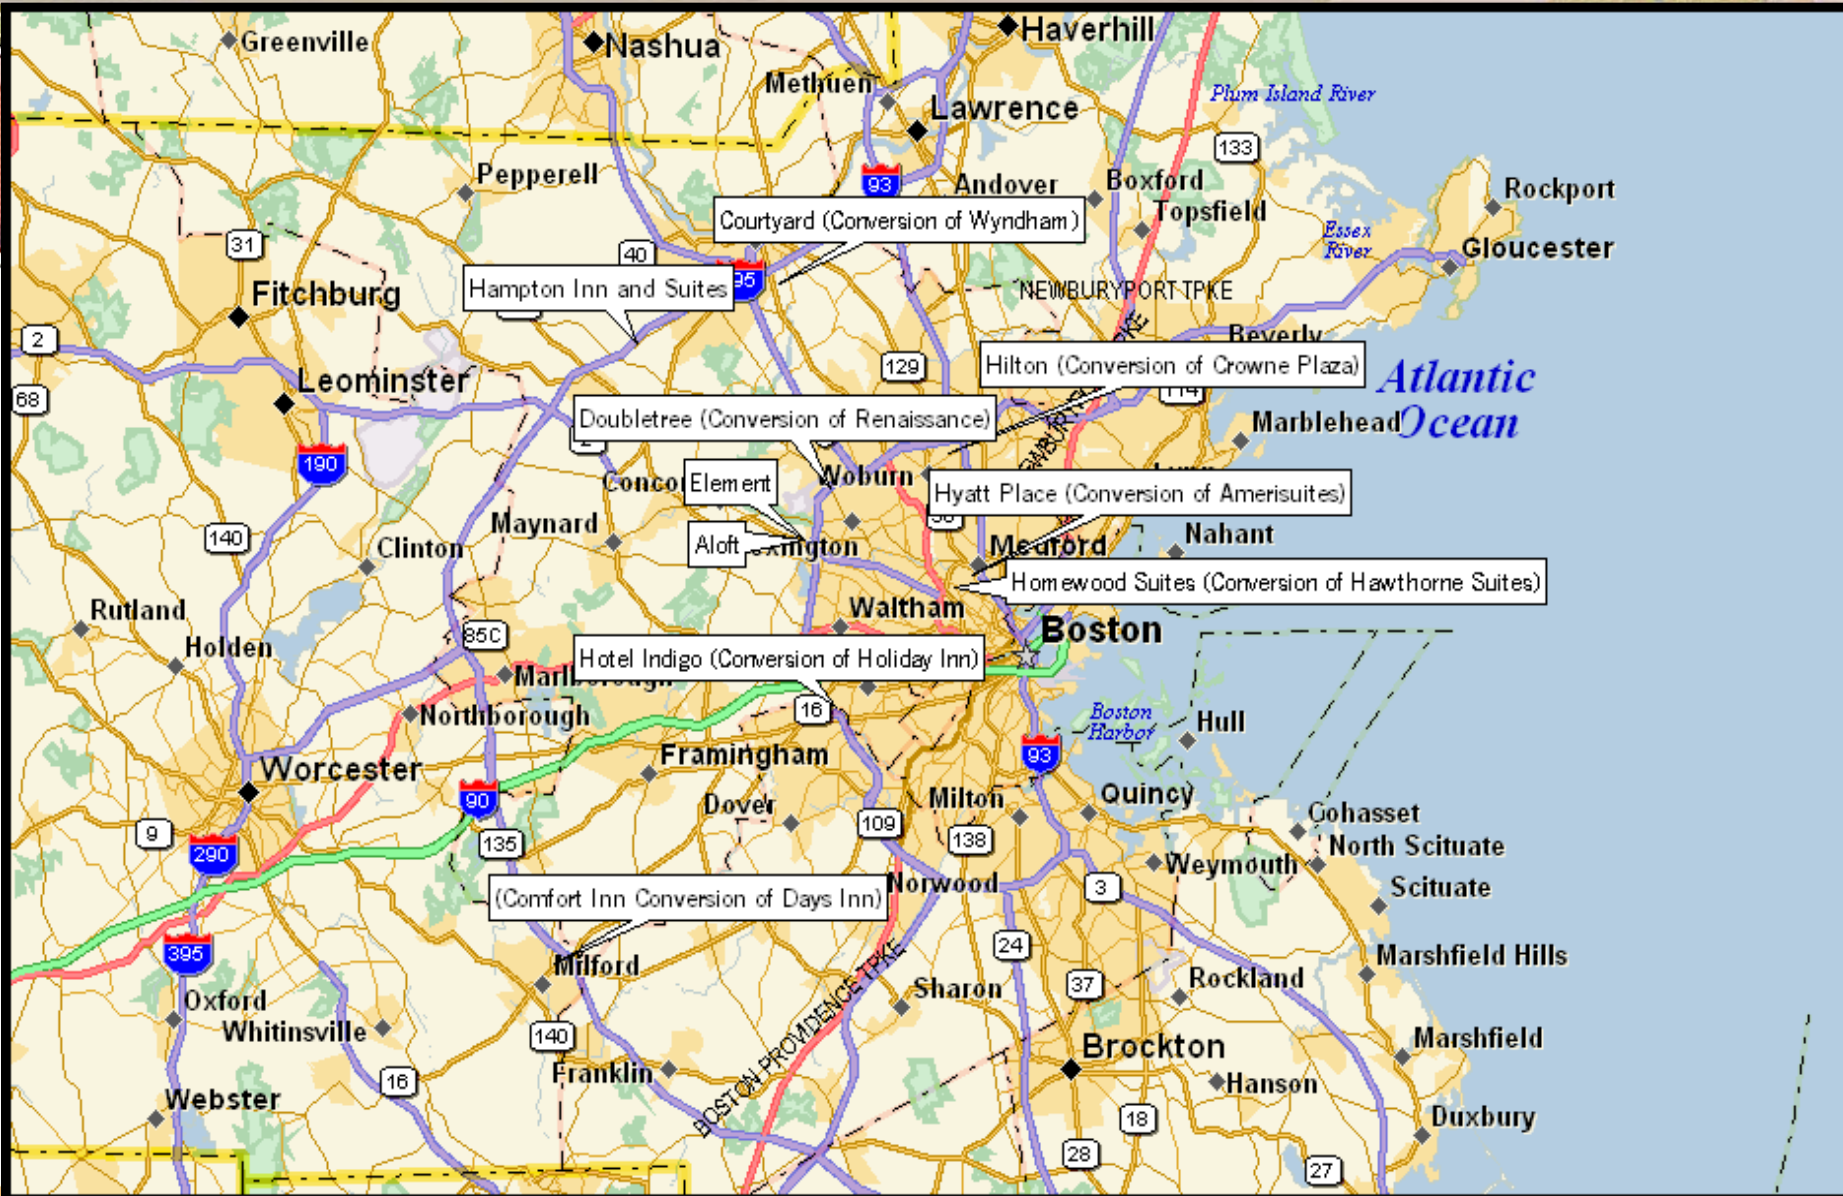 Greenville
Nashua
Haverhill
Methuen
Lawrence
Plum Island River
133
Pepperell
93
Andover
Boxford
Rockport
Topsfield
Courtyard (Conversion of Wyndham)
Essex
River
Gloucester
31
40
95
Hampton Inn and Suites
Fitchburg
NEWBURYPORT TPKE
Beverly
2
Hilton (Conversion of Crowne Plaza)
129
Atlantic
Ocean
Leominster
68
114
Doubletree (Conversion of Renaissance)
Marblehead
190
Woburn
Element
Hyatt Place (Conversion of Amerisuites)
Maynard
140
Clinton
Aloft
Medford
Nahant
Homewood Suites (Conversion of Hawthorne Suites)
Rutland
Waltham
Holden
85C
Boston
Hotel Indigo (Conversion of Holiday Inn)
Marlborough
Northborough
16
Boston
Harbor
Hull
Framingham
93
Worcester
90
Dover
Milton
Quincy
9
109
138
Cohasset
290
135
North Scituate
Weymouth
Norwood
3
Scituate
(Comfort Inn Conversion of Days Inn)
24
395
Milford
Marshfield Hills
Sharon
37
Rockland
Oxford
Whitinsville
140
BOSTON PROVIDENCE TPKE
Brockton
Marshfield
Franklin
16
Hanson
Webster
18
Duxbury
28
27